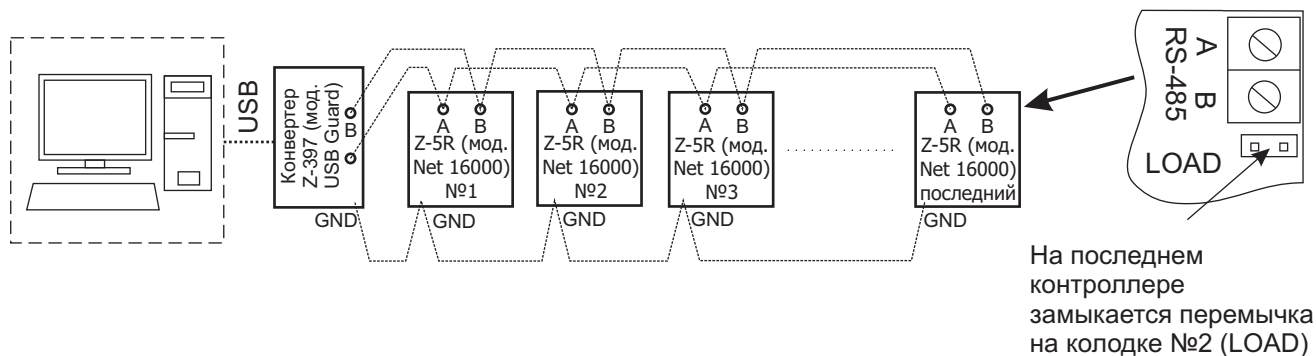 USB
Конвертер
Z-397 (мод.
USB Guard)
B
GND
A B
Z-5R (мод.
Net 16000)
№1
GND
A B
Z-5R (мод.
Net 16000)
№2
GND
A B
Z-5R (мод.
Net 16000)
№3
GND
A B
Z-5R (мод.
Net 16000)
последний
GND
A B
RS-485
LOAD
На последнем
контроллере
замыкается перемычка
на колодке №2 (LOAD)